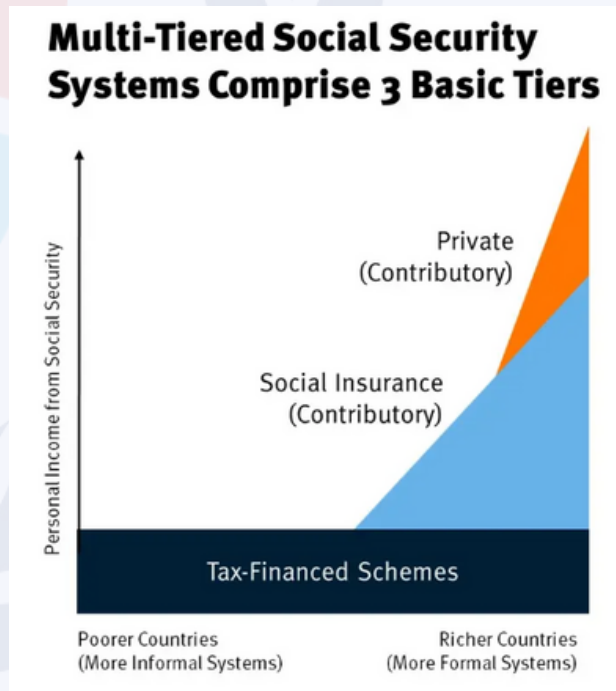 Multi-Tiered Social Security
Systems Comprise 3 Basic Tiers
Personal Income from Social Security
Private
(Contributory)
Social Insurance
(Contributory)
Tax-Financed Schemes
Poorer Countries
(More Informal Systems)
Richer Countries
(More Formal Systems)